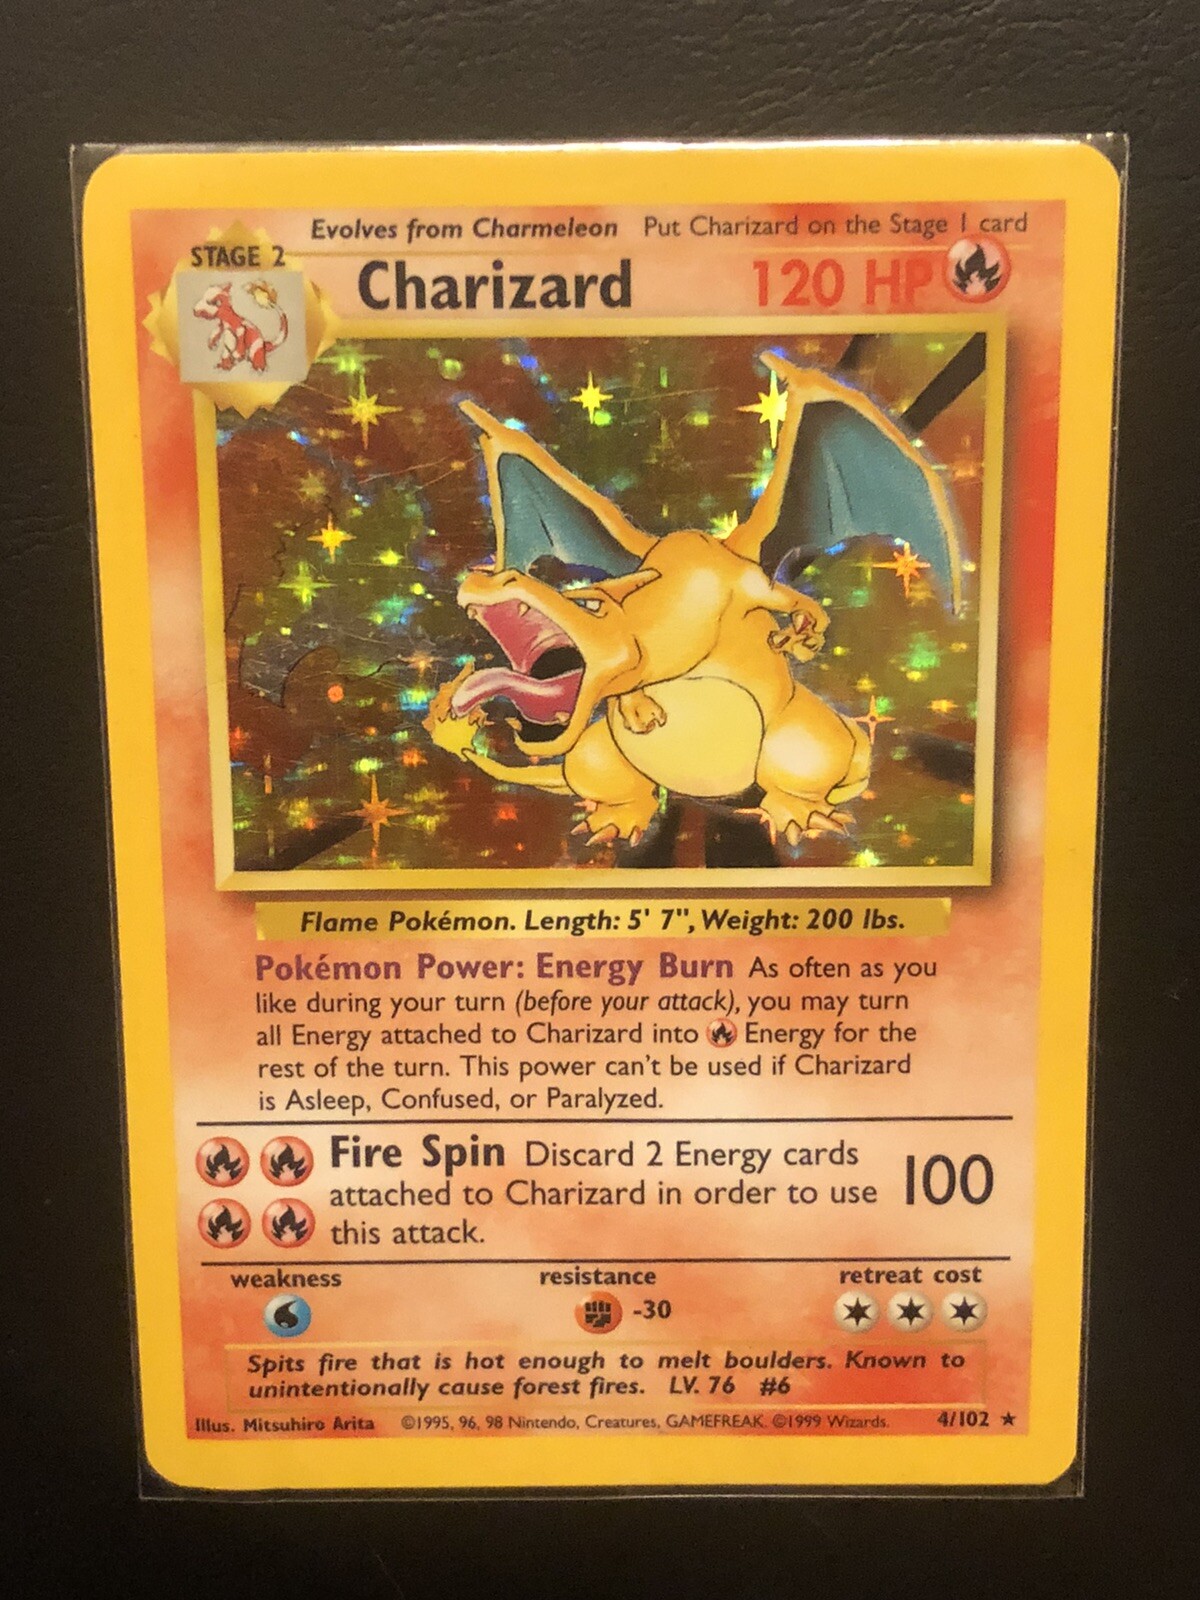 Evolves from Charmeleon Put Charizard on the Stage 1 card
STAGE 2
Charizard 120 HP
Flame Pokémon. Length: 5' 7", Weight: 200 lbs.
Pokémon Power: Energy Burn As often as you
like during your turn (before your attack), you may turn
all Energy attached to Charizard into Energy for the
rest of the turn. This power can't be used if Charizard
is Asleep, Confused, or Paralyzed.
Fire Spin Discard 2 Energy cards
attached to Charizard in order to use 100
this attack.
weakness resistance retreat cost
-30
Spits fire that is hot enough to melt boulders. Known to
unintentionally cause forest fires. LV. 76 #6
Illus. Mitsuhiro Arita ©1995, 96, 98 Nintendo, Creatures, GAMEFREAK. ©1999 Wizards. 4/102 ★